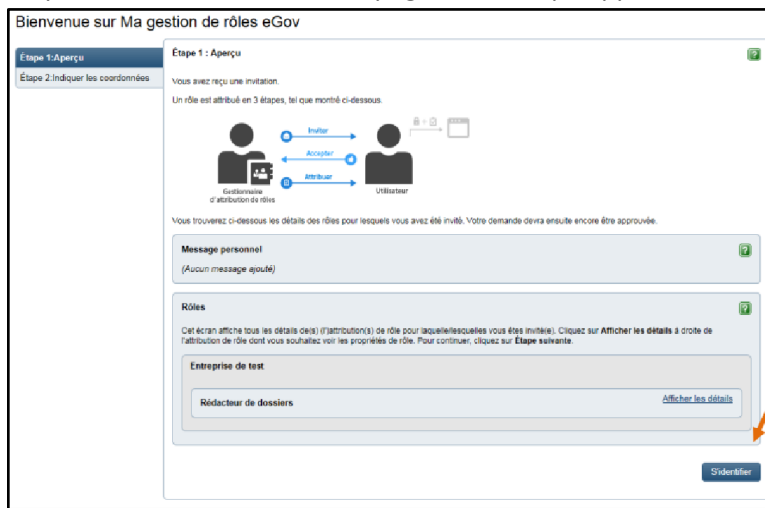 Bienvenue sur Ma gestion de rôles eGov
Étape 1:Aperçu
Étape 2:Indiquer les coordonnées
Étape 1 : Aperçu
Vous avez reçu une invitation.
Un rôle est attribué en 3 étapes, tel que montré ci-dessous.
Inviter
Accepter
Attribuer
Gestionnaire
d'attribution de rôles
Utilisateur
Vous trouverez ci-dessous les détails des rôles pour lesquels vous avez été invité. Votre demande devra ensuite encore être approuvée.
Message personnel
(Aucun message ajouté)
Rôles
Cet écran affiche tous les détails de(s) (l')attribution(s) de rôle pour laquelle/lesquelles vous êtes invité(e). Cliquez sur Afficher les détails à droite de
l'attribution de rôle dont vous souhaitez voir les propriétés de rôle. Pour continuer, cliquez sur Étape suivante.
Entreprise de test
Rédacteur de dossiers
Afficher les détails
S'identifier